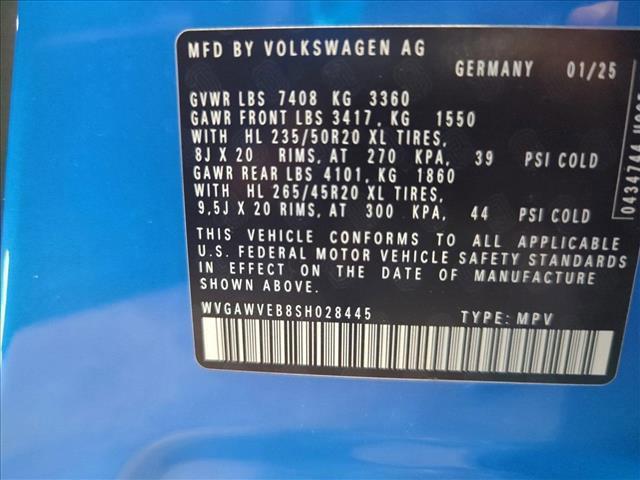 MFD BY VOLKSWAGEN AG
GERMANY 01/25
GVWR LBS 7408 KG 3360
GAWR FRONT LBS 3417, KG 1550
WITH HL 235/50R20 XL TIRES,
8J X 20 RIMS, AT 270 KPA, 39 PSI COLD
GAWR REAR LBS 4101, KG 1860
WITH HL 265/45R20 XL TIRES,
9,5J X 20 RIMS, AT 300 KPA, 44 PSI COLD
THIS VEHICLE CONFORMS TO ALL APPLICABLE
U.S. FEDERAL MOTOR VEHICLE SAFETY STANDARDS
IN EFFECT ON THE DATE OF MANUFACTURE
SHOWN ABOVE.
WVGAWVEB8SH028445
TYPE: MPV